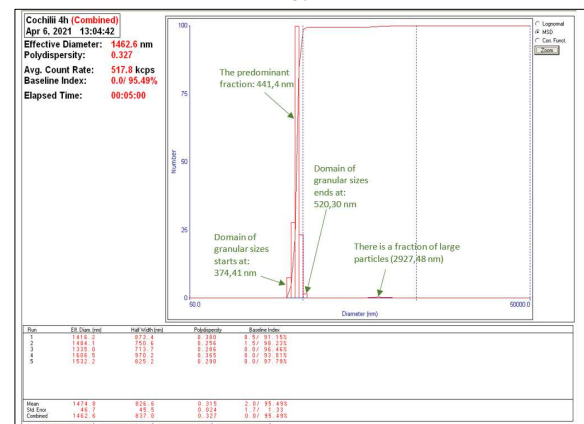 Cochilii 4h (Combined)
Apr 6, 2021 13:04:42
Effective Diameter: 1462.6 nm
Polydispersity: 0.327
Avg. Count Rate: 517.8 kcps
Baseline Index: 0.0/ 95.49%
Elapsed Time: 00:05:00
Lognormal
MSD
Corr. Funct.
Zoom
100
75
50
25
0
Number
50.0
50000.0
Diameter (nm)
The predominant
fraction: 441,4 nm
Domain of
granular sizes
ends at:
520,30 nm
Domain of
granular sizes
starts at:
374,41 nm
There is a fraction of large
particles (2927,48 nm)
Run Eff. Diam. (nm) Half Width (nm) Polydispersity Baseline Index
1 1416.2 872.4 0.380 8.5/ 91.15%
2 1484.1 750.6 0.256 1.5/ 98.23%
3 1335.0 713.7 0.286 0.0/ 96.46%
4 1606.5 970.2 0.365 0.0/ 93.81%
5 1532.2 825.2 0.290 0.0/ 97.79%
Mean 1474.8 826.6 0.315 2.0/ 95.49%
Std. Error 46.7 45.5 0.024 1.7/ 1.33
Combined 1462.6 837.0 0.327 0.0/ 95.49%